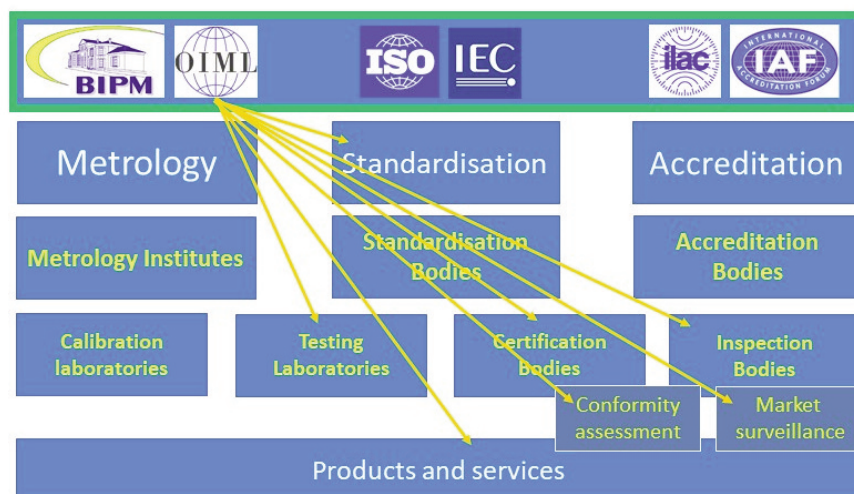 BIPM
OIML
ISO
IEC
ilac
INTERNATIONAL
IAF
ACCREDITATION FORUM
Metrology
Standardisation
Accreditation
Metrology Institutes
Standardisation
Bodies
Accreditation
Bodies
Calibration
laboratories
Testing
Laboratories
Certification
Bodies
Inspection
Bodies
Conformity
assessment
Market
surveillance
Products and services